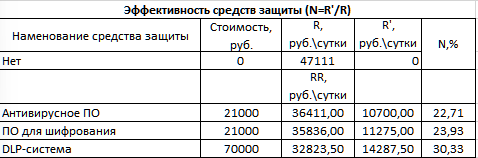 Эффективность средств защиты (N=R'/R)
Наменование средства защиты Стоимость, руб. R, руб.\сутки R', руб.\сутки N,%
Нет 0 47111 0
RR, руб.\сутки
Антивирусное ПО 21000 36411,00 10700,00 22,71
ПО для шифрования 21000 35836,00 11275,00 23,93
DLP-система 70000 32823,50 14287,50 30,33